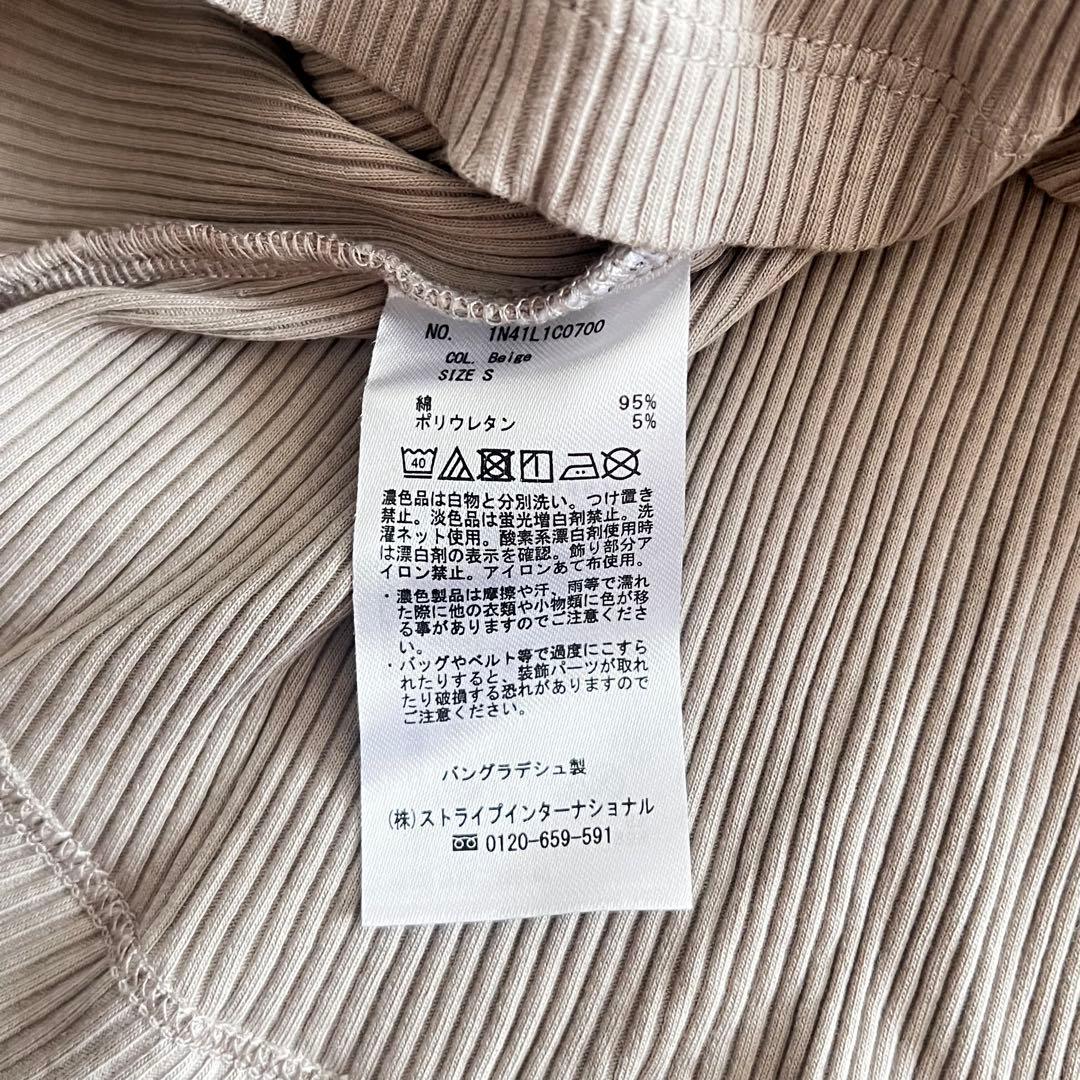 NO. 1N41L1C0700
COL. Beige
SIZE S
綿 95%
ポリウレタン 5%
40
濃色品は白物と分別洗い。つけ置き
禁止。淡色品は蛍光増白剤禁止。洗
濯ネット使用。酸素系漂白剤使用時
は漂白剤の表示を確認。飾り部分ア
イロン禁止。アイロンあて布使用。
・濃色製品は摩擦や汗、雨等で濡れ
た際に他の衣類や小物類に色が移
る事がありますのでご注意くださ
い。
・バッグやベルト等で過度にこすら
れたりすると、装飾パーツが取れ
たり破損する恐れがありますので
ご注意ください。
バングラデシュ製
(株)ストライプインターナショナル
0120-659-591